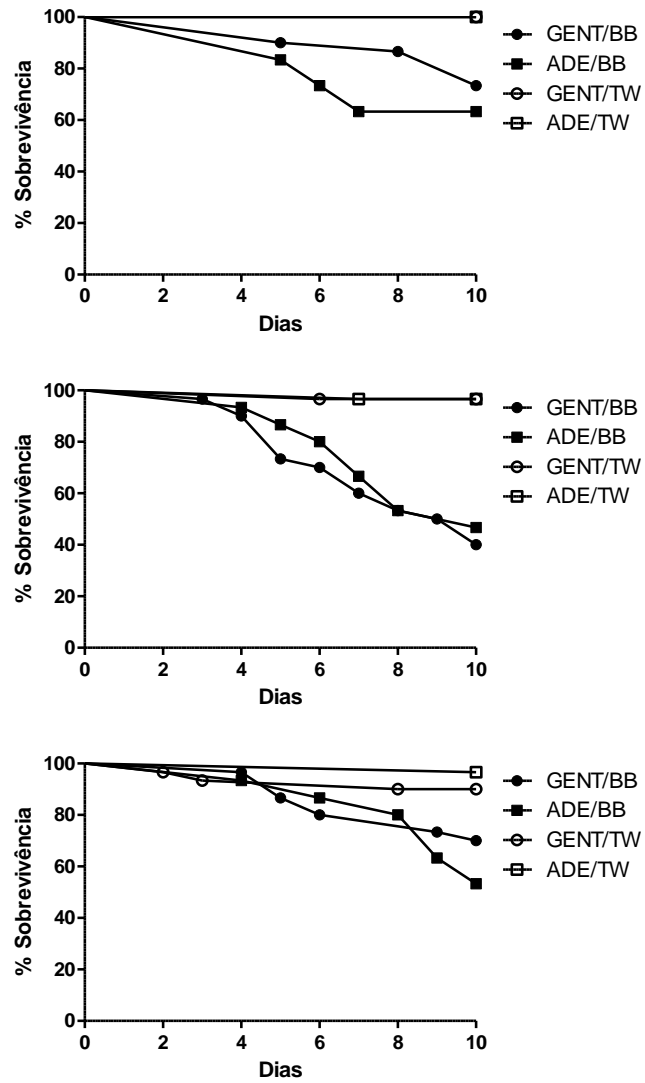 100
80
60
40
20
0
% Sobrevivência
0 2 4 6 8 10
Dias
GENT/BB
ADE/BB
GENT/TW
ADE/TW
100
80
60
40
20
0
% Sobrevivência
0 2 4 6 8 10
Dias
GENT/BB
ADE/BB
GENT/TW
ADE/TW
100
80
60
40
20
0
% Sobrevivência
0 2 4 6 8 10
Dias
GENT/BB
ADE/BB
GENT/TW
ADE/TW